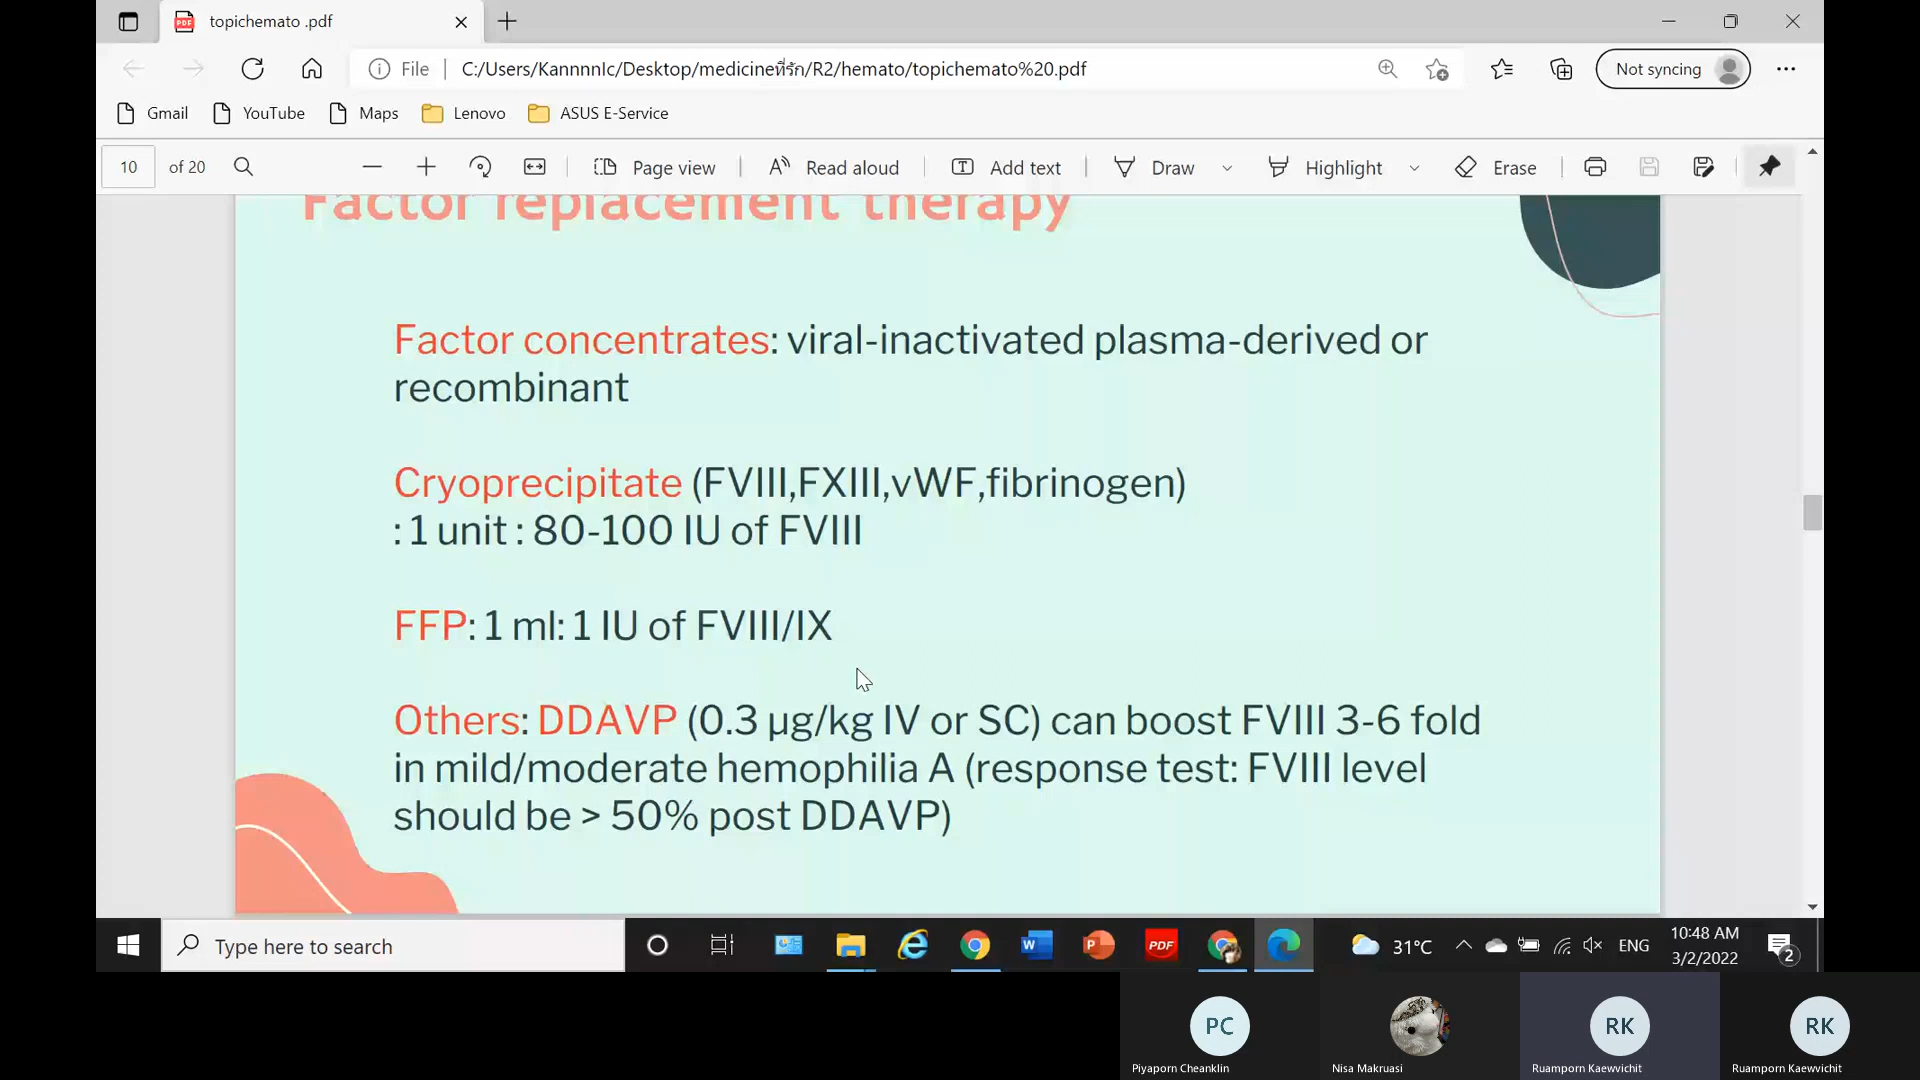 topichemato .pdf
File
C:/Users/KannnnIc/Desktop/medicineที่รัก/R2/hemato/topichemato%20.pdf
Not syncing
Gmail
YouTube
Maps
Lenovo
ASUS E-Service
10 of 20
Page view
Read aloud
Add text
Draw
Highlight
Erase
Factor replacement therapy
Factor concentrates: viral-inactivated plasma-derived or
recombinant
Cryoprecipitate (FVIII,FXIII,vWF,fibrinogen)
: 1 unit : 80-100 IU of FVIII
FFP: 1 ml: 1 IU of FVIII/IX
Others: DDAVP (0.3 µg/kg IV or SC) can boost FVIII 3-6 fold
in mild/moderate hemophilia A (response test: FVIII level
should be > 50% post DDAVP)
Type here to search
PDF
31°C
ENG
10:48 AM
3/2/2022
2
PC
RK
RK
Piyaporn Cheanklin
Nisa Makruasi
Ruamporn Kaewvichit
Ruamporn Kaewvichit